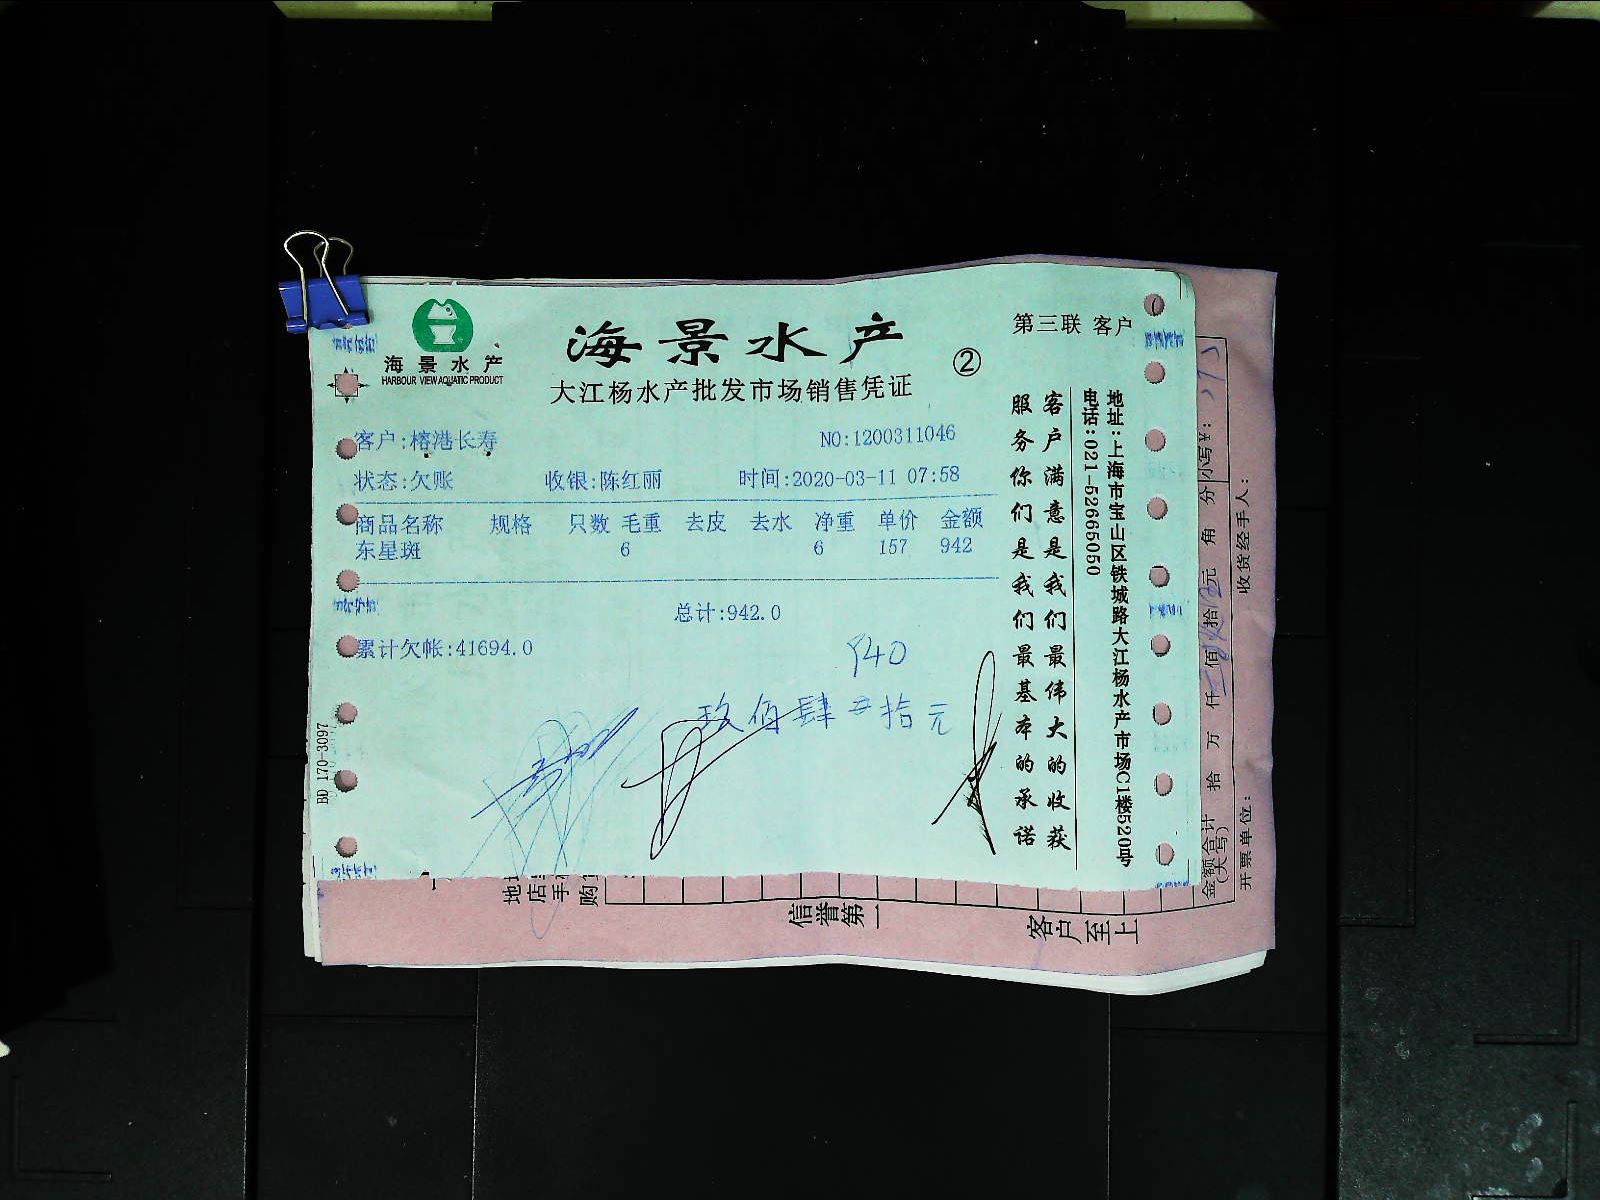 海景水产
HARBOUR VIEW AQUATIC PRODUCT
海景水产
大江杨水产批发市场销售凭证
②
第三联 客户
客户:榕港长寿
NO:1200311046
状态:欠账 收银:陈红丽 时间:2020-03-11 07:58
商品名称 规格 只数 毛重 去皮 去水 净重 单价 金额
东星斑 6 6 157 942
总计:942.0
累计欠帐:41694.0
940
玖佰肆拾元
客户满意是我们最伟大的收获
服务你们是我们最基本的承诺
地址:上海市宝山区铁城路大江杨水产市场C1楼520号
电话:021-52665050
BD 170-3097
金额合计(大写) 拾 万 仟 佰 拾 元 角 分 小写¥:
开票单位: 收货经手人:
信誉第一
客户至上